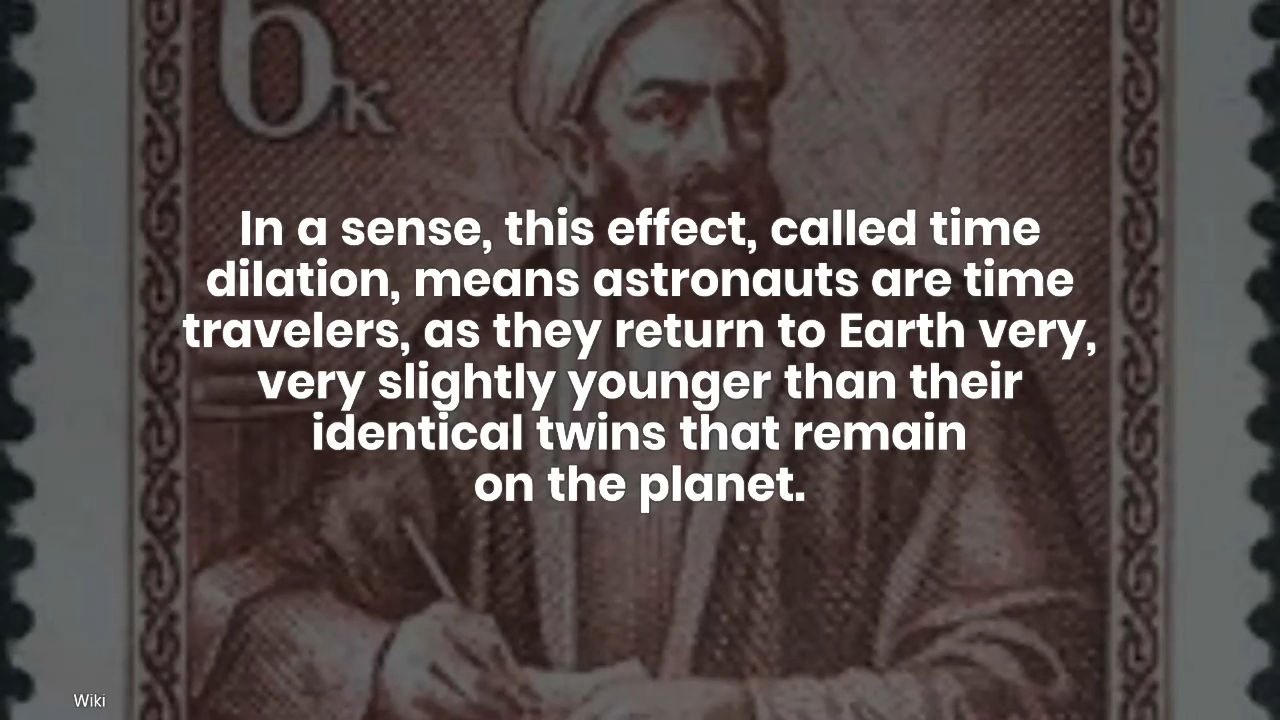 6K
In a sense, this effect, called time
dilation, means astronauts are time
travelers, as they return to Earth very,
very slightly younger than their
identical twins that remain
on the planet.
Wiki